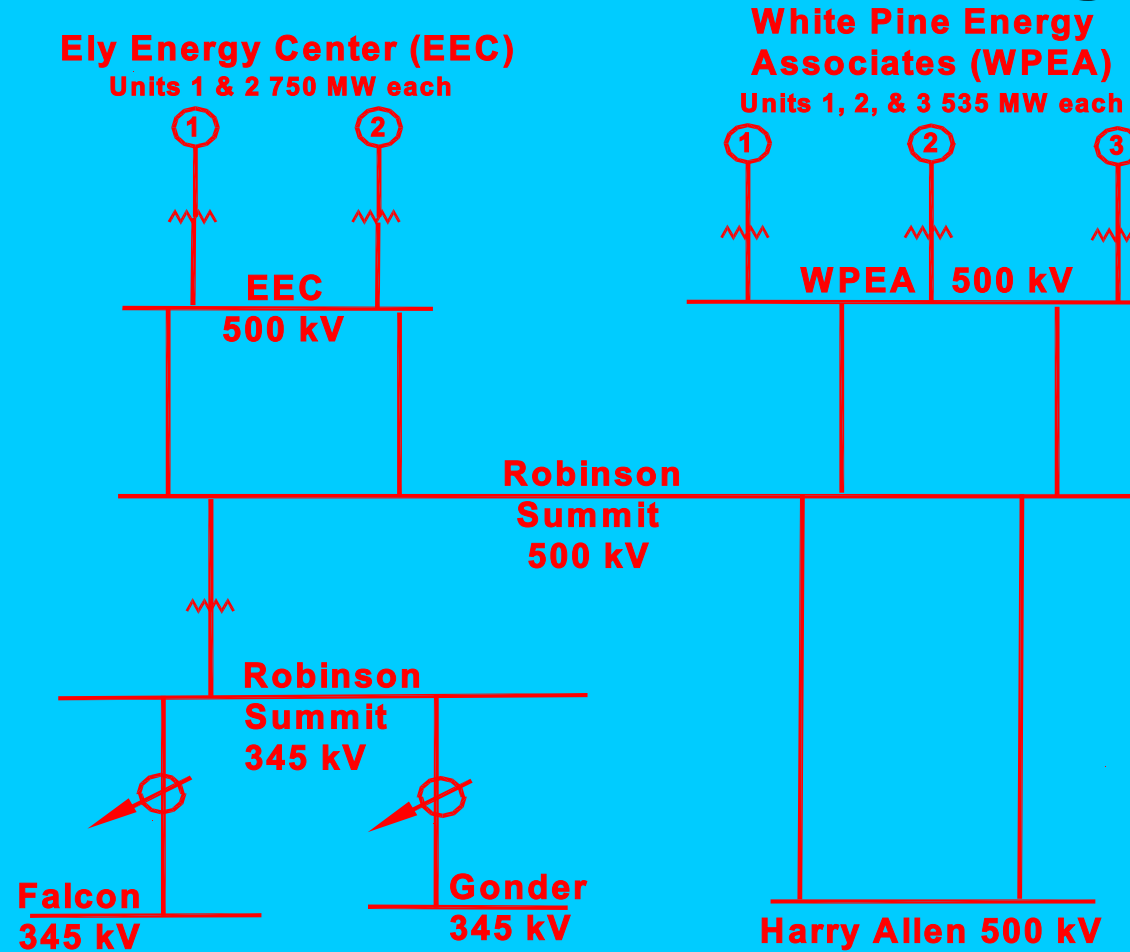 Ely Energy Center (EEC)
Units 1 & 2 750 MW each
White Pine Energy
Associates (WPEA)
Units 1, 2, & 3 535 MW each
1
2
1
2
3
EEC
500 kV
WPEA 500 kV
Robinson
Summit
500 kV
Robinson
Summit
345 kV
Falcon
345 kV
Gonder
345 kV
Harry Allen 500 kV